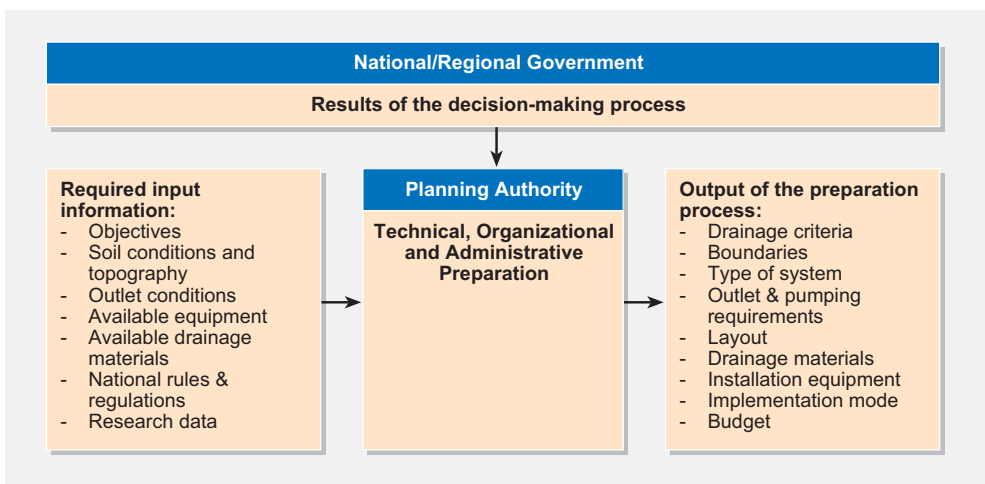 National/Regional Government
Results of the decision-making process
Required input
information:
- Objectives
- Soil conditions and
topography
- Outlet conditions
- Available equipment
- Available drainage
materials
- National rules &
regulations
- Research data
Planning Authority
Technical, Organizational
and Administrative
Preparation
Output of the preparation
process:
- Drainage criteria
- Boundaries
- Type of system
- Outlet & pumping
requirements
- Layout
- Drainage materials
- Installation equipment
- Implementation mode
- Budget